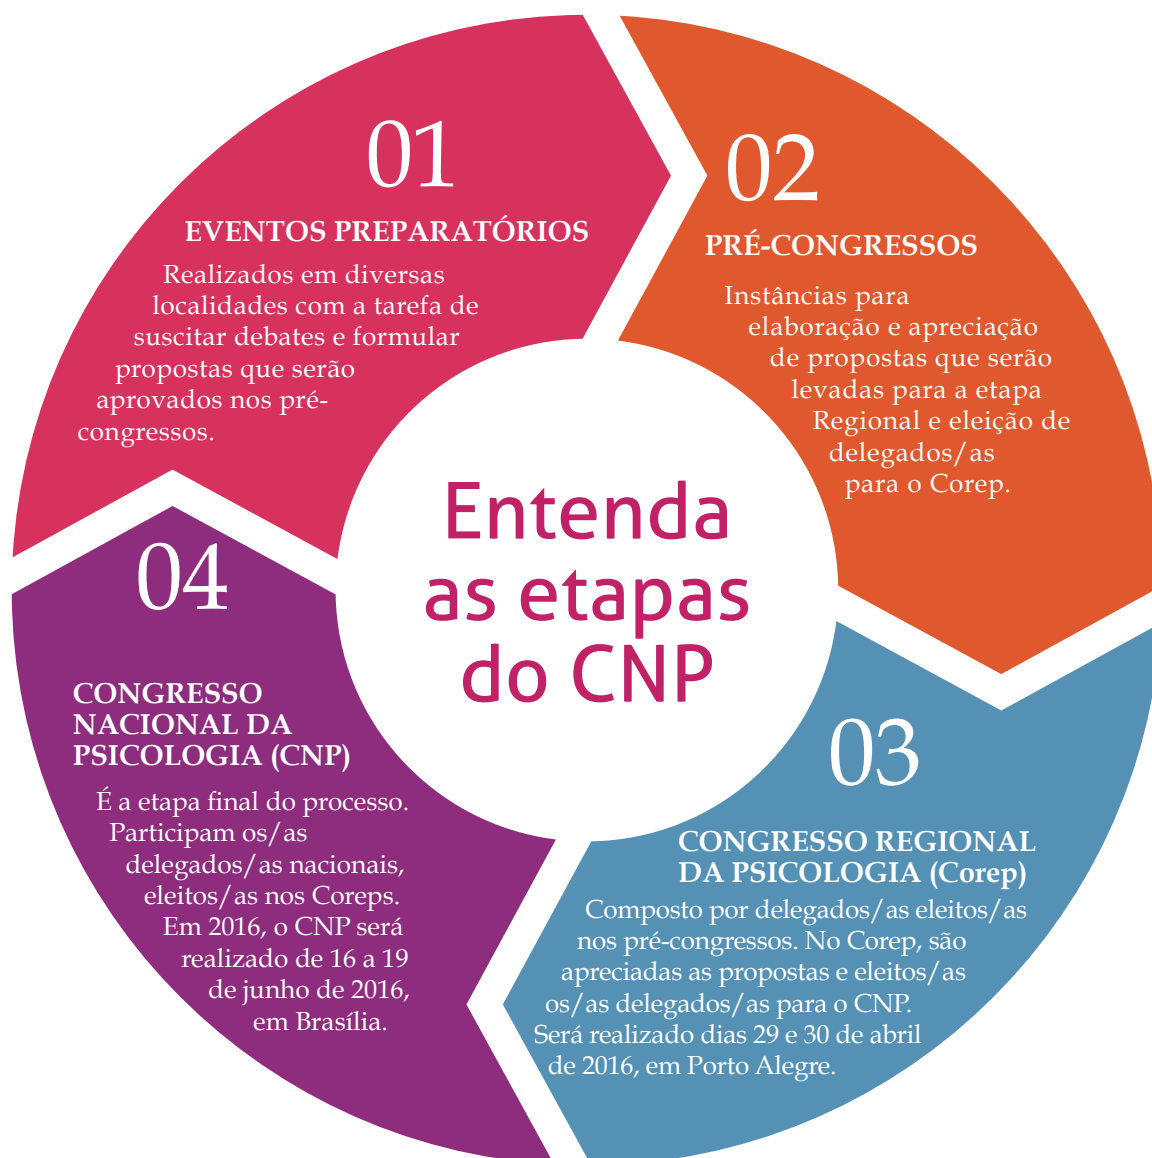 01
EVENTOS PREPARATÓRIOS
Realizados em diversas
localidades com a tarefa de
suscitar debates e formular
propostas que serão
aprovados nos pré-
congressos.
02
PRÉ-CONGRESSOS
Instâncias para
elaboração e apreciação
de propostas que serão
levadas para a etapa
Regional e eleição de
delegados/as
para o Corep.
Entenda
as etapas
do CNP
03
CONGRESSO REGIONAL
DA PSICOLOGIA (Corep)
Composto por delegados/as eleitos/as
nos pré-congressos. No Corep, são
apreciadas as propostas e eleitos/as
os/as delegados/as para o CNP.
Será realizado dias 29 e 30 de abril
de 2016, em Porto Alegre.
04
CONGRESSO
NACIONAL DA
PSICOLOGIA (CNP)
É a etapa final do processo.
Participam os/as
delegados/as nacionais,
eleitos/as nos Coreps.
Em 2016, o CNP será
realizado de 16 a 19
de junho de 2016,
em Brasília.